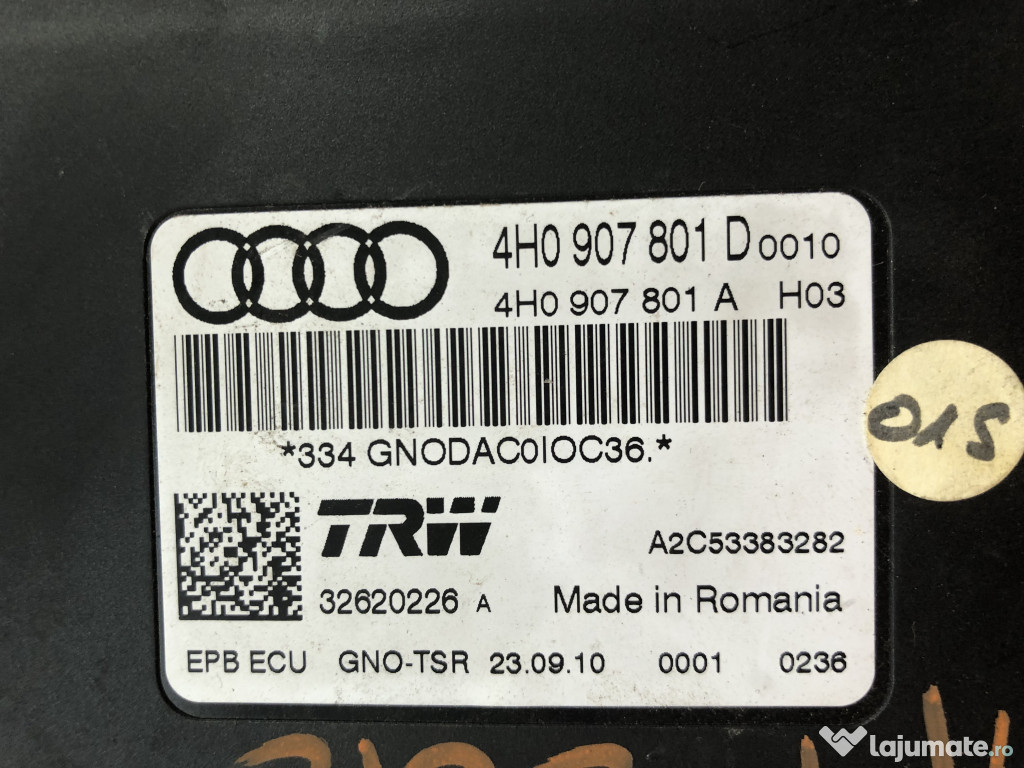 4H0 907 801 D 0010
4H0 907 801 A H03
*334 GNODAC0IOC36.*
TRW
A2C53383282
32620226 A Made in Romania
EPB ECU GNO-TSR 23.09.10 0001 0236
lajumate.ro